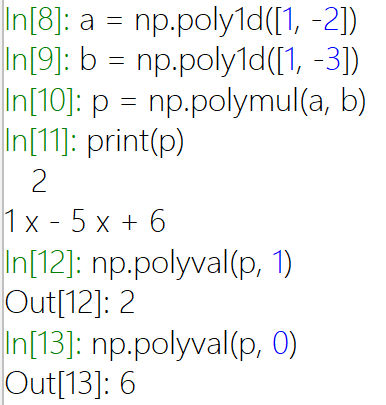 In[8]: a = np.poly1d([1, -2])
In[9]: b = np.poly1d([1, -3])
In[10]: p = np.polymul(a, b)
In[11]: print(p)
2
1 x - 5 x + 6
In[12]: np.polyval(p, 1)
Out[12]: 2
In[13]: np.polyval(p, 0)
Out[13]: 6